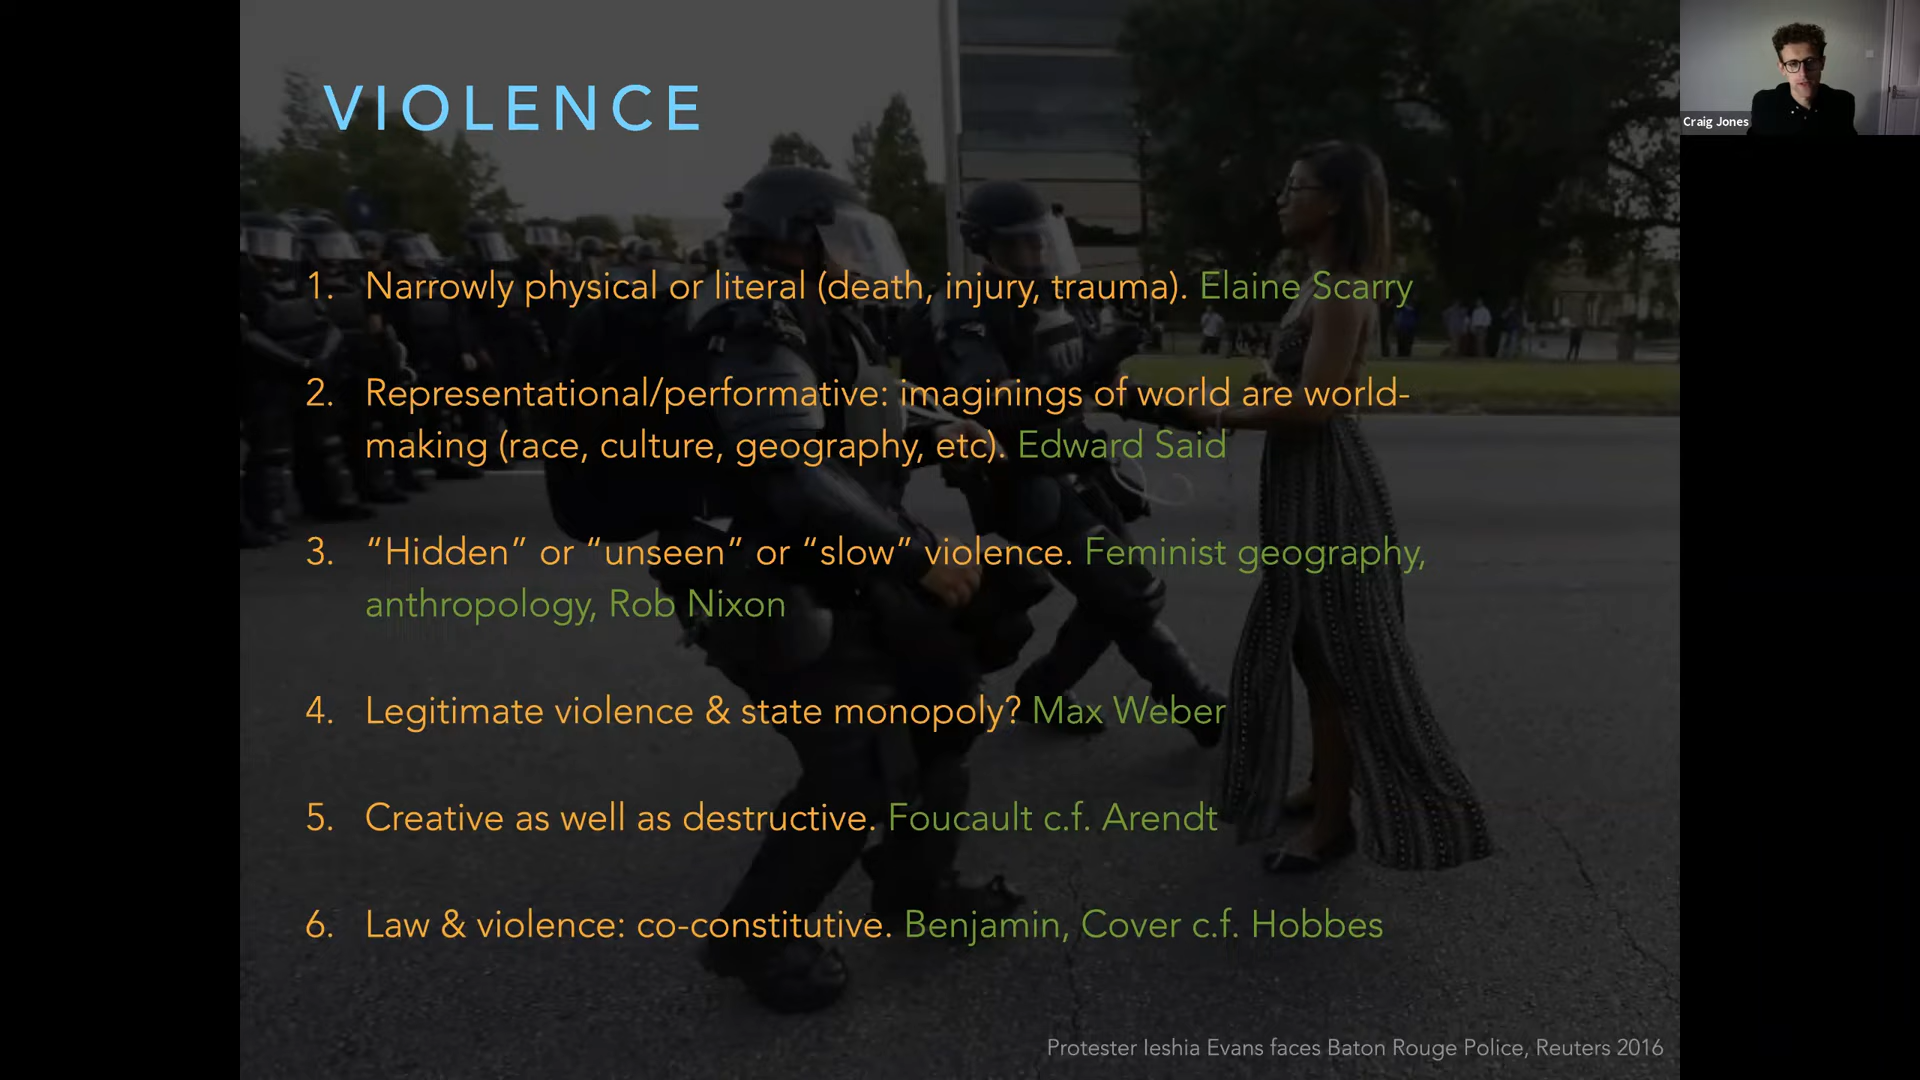 VIOLENCE
Craig Jones
1. Narrowly physical or literal (death, injury, trauma). Elaine Scarry
2. Representational/performative: imaginings of world are world-
making (race, culture, geography, etc). Edward Said
3. “Hidden” or “unseen” or “slow” violence. Feminist geography,
anthropology, Rob Nixon
4. Legitimate violence & state monopoly? Max Weber
5. Creative as well as destructive. Foucault c.f. Arendt
6. Law & violence: co-constitutive. Benjamin, Cover c.f. Hobbes
Protester Ieshia Evans faces Baton Rouge Police, Reuters 2016